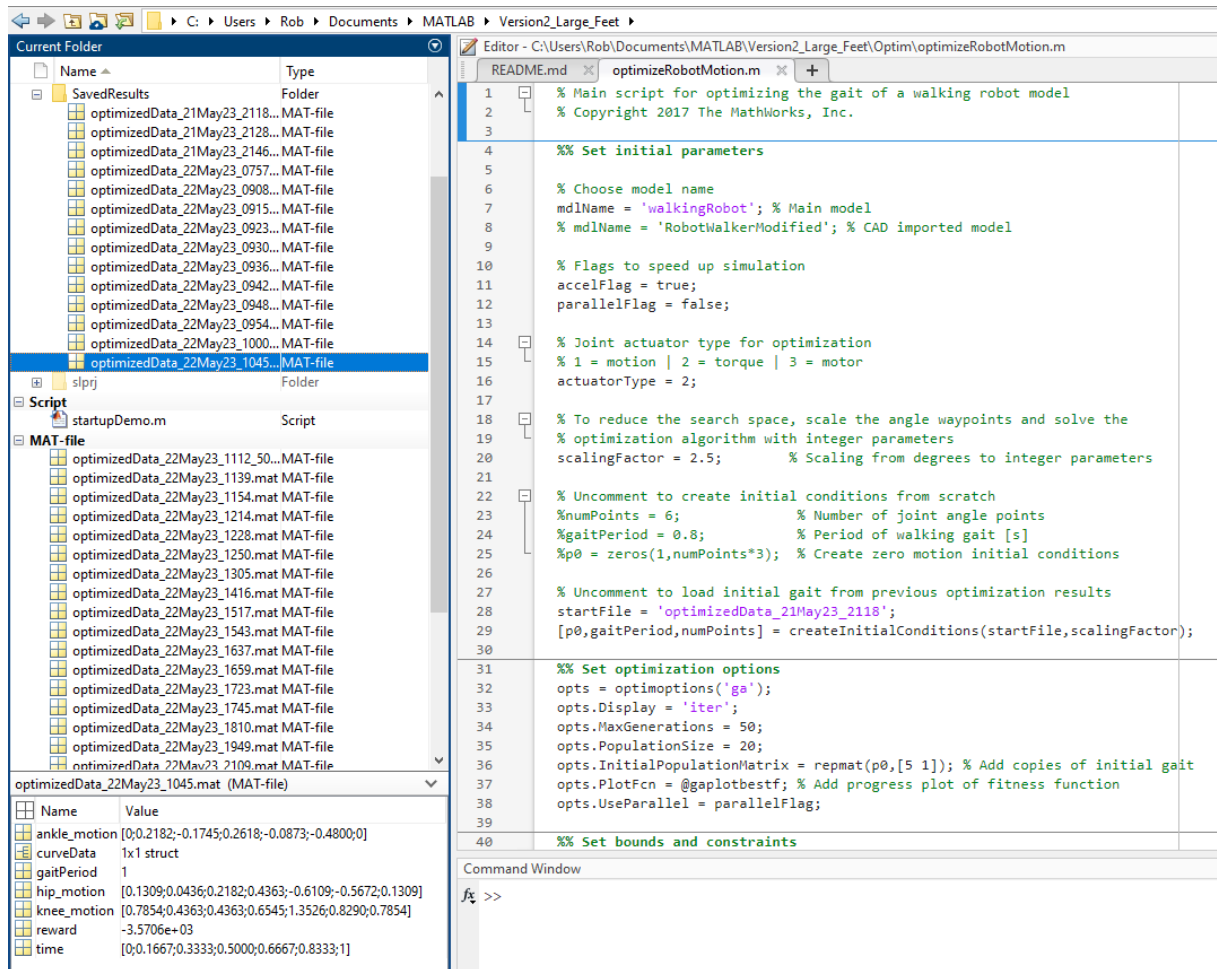 C: Users Rob Documents MATLAB Version2_Large_Feet
Current Folder
Name Type
SavedResults Folder
optimizedData_21May23_2118... MAT-file
optimizedData_21May23_2128... MAT-file
optimizedData_21May23_2146... MAT-file
optimizedData_22May23_0757... MAT-file
optimizedData_22May23_0908... MAT-file
optimizedData_22May23_0915... MAT-file
optimizedData_22May23_0923... MAT-file
optimizedData_22May23_0930... MAT-file
optimizedData_22May23_0936... MAT-file
optimizedData_22May23_0942... MAT-file
optimizedData_22May23_0948... MAT-file
optimizedData_22May23_0954... MAT-file
optimizedData_22May23_1000... MAT-file
optimizedData_22May23_1045... MAT-file
slprj Folder
Script
startupDemo.m Script
MAT-file
optimizedData_22May23_1112_50...MAT-file
optimizedData_22May23_1139.mat MAT-file
optimizedData_22May23_1154.mat MAT-file
optimizedData_22May23_1214.mat MAT-file
optimizedData_22May23_1228.mat MAT-file
optimizedData_22May23_1250.mat MAT-file
optimizedData_22May23_1305.mat MAT-file
optimizedData_22May23_1416.mat MAT-file
optimizedData_22May23_1517.mat MAT-file
optimizedData_22May23_1543.mat MAT-file
optimizedData_22May23_1637.mat MAT-file
optimizedData_22May23_1659.mat MAT-file
optimizedData_22May23_1723.mat MAT-file
optimizedData_22May23_1745.mat MAT-file
optimizedData_22May23_1810.mat MAT-file
optimizedData_22May23_1949.mat MAT-file
optimizedData_22May23_2109.mat MAT-file
optimizedData_22May23_1045.mat (MAT-file)
Name Value
ankle_motion [0;0.2182;-0.1745;0.2618;-0.0873;-0.4800;0]
curveData 1x1 struct
gaitPeriod 1
hip_motion [0.1309;0.0436;0.2182;0.4363;-0.6109;-0.5672;0.1309]
knee_motion [0.7854;0.4363;0.4363;0.6545;1.3526;0.8290;0.7854]
reward -3.5706e+03
time [0;0.1667;0.3333;0.5000;0.6667;0.8333;1]
Editor - C:\Users\Rob\Documents\MATLAB\Version2_Large_Feet\Optim\optimizeRobotMotion.m
README.md optimizeRobotMotion.m +
1 % Main script for optimizing the gait of a walking robot model
2 % Copyright 2017 The MathWorks, Inc.
3
4 %% Set initial parameters
5
6 % Choose model name
7 mdlName = 'walkingRobot'; % Main model
8 % mdlName = 'RobotWalkerModified'; % CAD imported model
9
10 % Flags to speed up simulation
11 accelFlag = true;
12 parallelFlag = false;
13
14 % Joint actuator type for optimization
15 % 1 = motion | 2 = torque | 3 = motor
16 actuatorType = 2;
17
18 % To reduce the search space, scale the angle waypoints and solve the
19 % optimization algorithm with integer parameters
20 scalingFactor = 2.5; % Scaling from degrees to integer parameters
21
22 % Uncomment to create initial conditions from scratch
23 %numPoints = 6; % Number of joint angle points
24 %gaitPeriod = 0.8; % Period of walking gait [s]
25 %p0 = zeros(1,numPoints*3); % Create zero motion initial conditions
26
27 % Uncomment to load initial gait from previous optimization results
28 startFile = 'optimizedData_21May23_2118';
29 [p0,gaitPeriod,numPoints] = createInitialConditions(startFile,scalingFactor);
30
31 %% Set optimization options
32 opts = optimoptions('ga');
33 opts.Display = 'iter';
34 opts.MaxGenerations = 50;
35 opts.PopulationSize = 20;
36 opts.InitialPopulationMatrix = repmat(p0,[5 1]); % Add copies of initial gait
37 opts.PlotFcn = @gaplotbestf; % Add progress plot of fitness function
38 opts.UseParallel = parallelFlag;
39
40 %% Set bounds and constraints
Command Window
fx >>